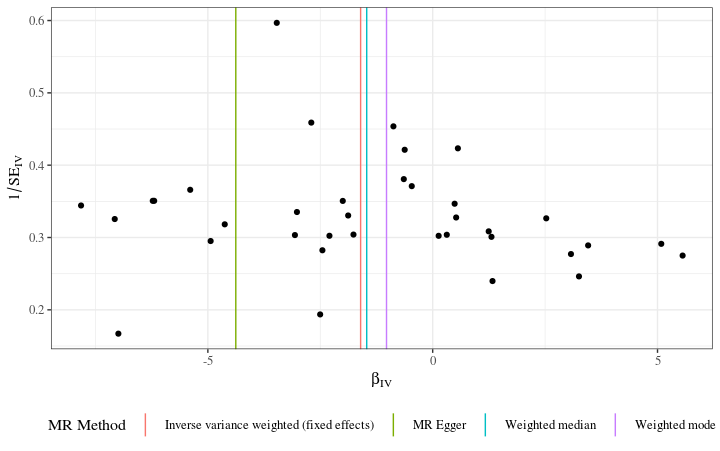 0.6
0.5
0.4
0.3
0.2
1/SE_IV
-5
0
5
β_IV
MR Method
Inverse variance weighted (fixed effects)
MR Egger
Weighted median
Weighted mode